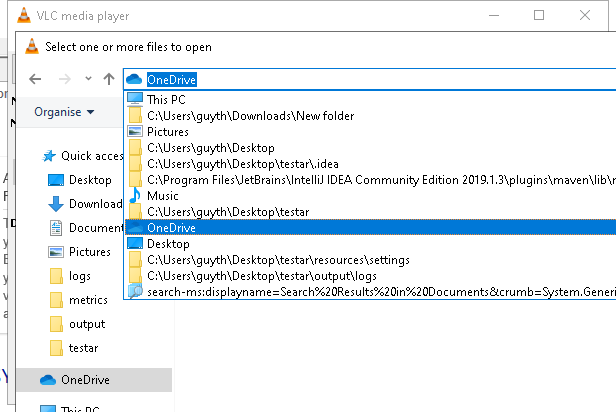 VLC media player
Select one or more files to open
OneDrive
Organise
This PC
C:\Users\guyth\Downloads\New folder
Pictures
C:\Users\guyth\Desktop
C:\Users\guyth\Desktop\testar\.idea
C:\Program Files\JetBrains\IntelliJ IDEA Community Edition 2019.1.3\plugins\maven\lib\
Music
C:\Users\guyth\Desktop\testar
OneDrive
Desktop
C:\Users\guyth\Desktop\testar\resources\settings
C:\Users\guyth\Desktop\testar\output\logs
search-ms:displayname=Search%20Results%20in%20Documents&crumb=System.Generi
Quick access
Desktop
Download
Document
Pictures
logs
metrics
output
testar
OneDrive
This PC